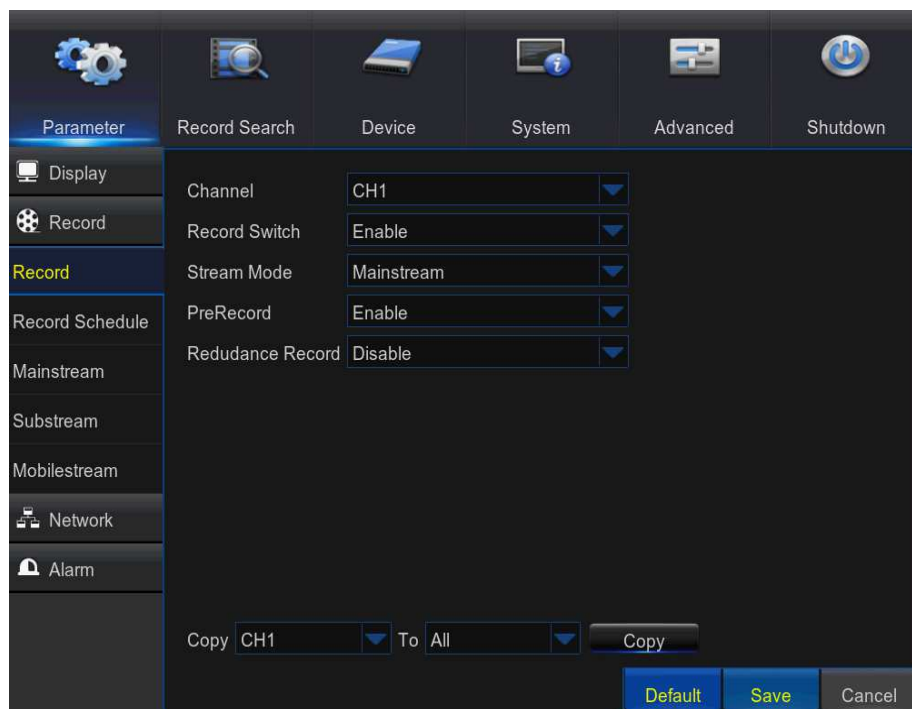 Parameter
Record Search
Device
System
Advanced
Shutdown
Display
Record
Record
Record Schedule
Mainstream
Substream
Mobilestream
Network
Alarm
Channel CH1
Record Switch Enable
Stream Mode Mainstream
PreRecord Enable
Redudance Record Disable
Copy CH1 To All Copy
Default Save Cancel